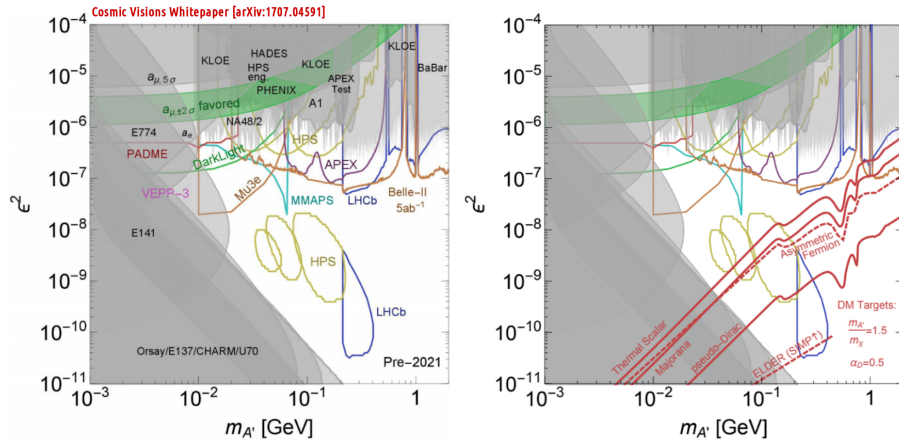 Cosmic Visions Whitepaper [arXiv:1707.04591]
10⁻⁴
10⁻⁵
10⁻⁶
10⁻⁷
10⁻⁸
10⁻⁹
10⁻¹⁰
10⁻¹¹
ϵ²
KLOE
HADES
KLOE
KLOE
HPS
eng.
BaBar
aμ,5σ
PHENIX
APEX
Test
aμ,±2σ favored
A1
NA48/2
E774
aₑ
HPS
PADME
DarkLight
APEX
VEPP-3
Mu3e
MMAPS
LHCb
Belle-II
5ab⁻¹
E141
HPS
LHCb
Orsay/E137/CHARM/U70
Pre-2021
10⁻³
10⁻²
10⁻¹
1
mA' [GeV]
10⁻⁴
10⁻⁵
10⁻⁶
10⁻⁷
10⁻⁸
10⁻⁹
10⁻¹⁰
10⁻¹¹
ϵ²
Asymmetric
Fermion
Thermal Scalar
Majorana
pseudo-Dirac
ELDER (SIMP↑)
DM Targets:
mA'/mχ=1.5
αD=0.5
10⁻³
10⁻²
10⁻¹
1
mA' [GeV]